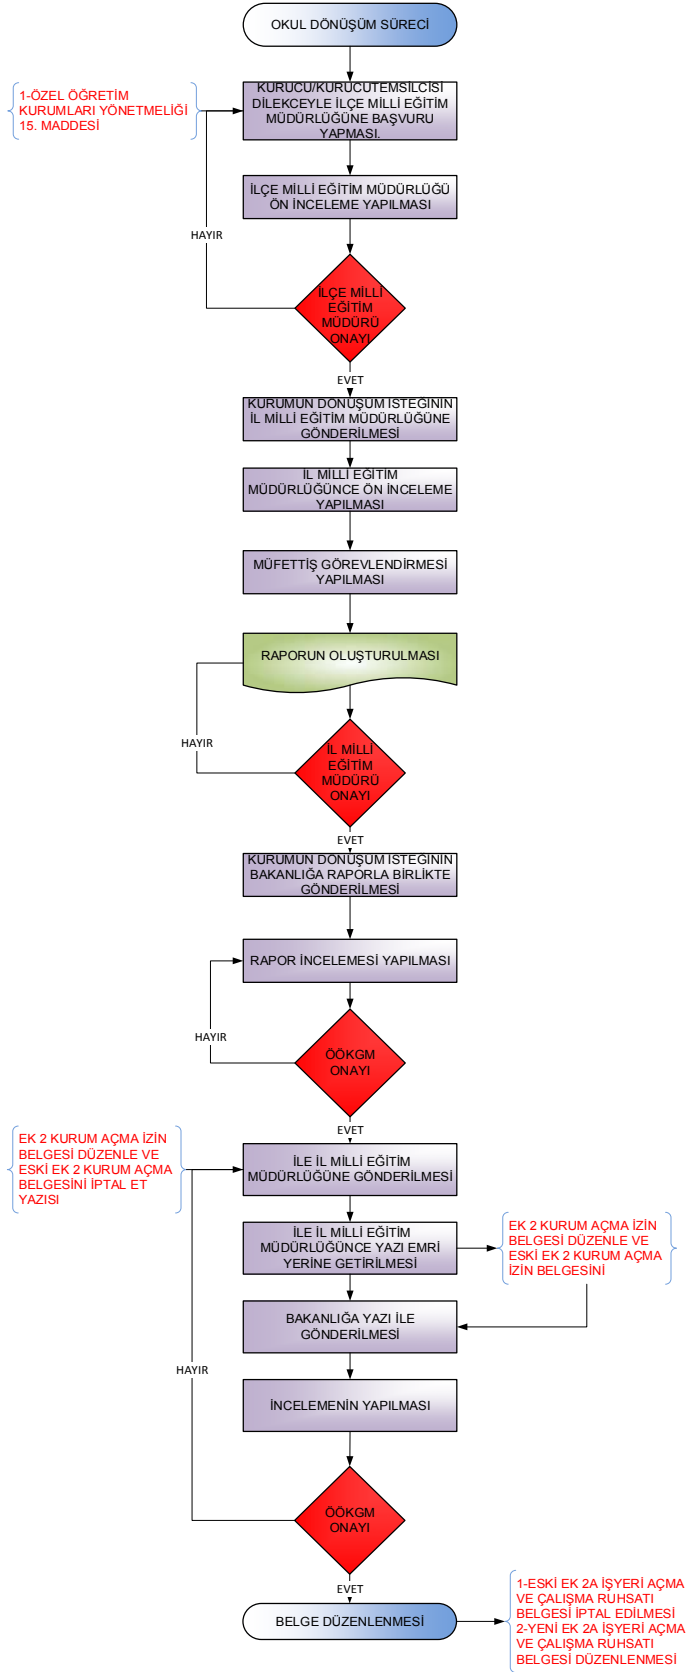 OKUL DÖNÜŞÜM SÜRECİ
1-ÖZEL ÖĞRETİM
KURUMLARI YÖNETMELİĞİ
15. MADDESİ
KURUCU/KURUCUTEMSİLCİSİ
DİLEKCEYLE İLÇE MİLLİ EĞİTİM
MÜDÜRLÜĞÜNE BAŞVURU
YAPMASI.
İLÇE MİLLİ EĞİTİM MÜDÜRLÜĞÜ
ÖN İNCELEME YAPILMASI
HAYIR
İLÇE MİLLİ
EĞİTİM
MÜDÜRÜ
ONAYI
EVET
KURUMUN DÖNÜŞÜM İSTEĞİNİN
İL MİLLİ EĞİTİM MÜDÜRLÜĞÜNE
GÖNDERİLMESİ
İL MİLLİ EĞİTİM
MÜDÜRLÜĞÜNCE ÖN İNCELEME
YAPILMASI
MÜFETTİŞ GÖREVLENDİRMESİ
YAPILMASI
RAPORUN OLUŞTURULMASI
HAYIR
İL MİLLİ
EĞİTİM
MÜDÜRÜ
ONAYI
EVET
KURUMUN DÖNÜŞÜM İSTEĞİNİN
BAKANLIĞA RAPORLA BİRLİKTE
GÖNDERİLMESİ
RAPOR İNCELEMESİ YAPILMASI
HAYIR
ÖÖKGM
ONAYI
EVET
EK 2 KURUM AÇMA İZİN
BELGESİ DÜZENLE VE
ESKİ EK 2 KURUM AÇMA
BELGESİNİ İPTAL ET
YAZISI
İLE İL MİLLİ EĞİTİM
MÜDÜRLÜĞÜNE GÖNDERİLMESİ
İLE İL MİLLİ EĞİTİM
MÜDÜRLÜĞÜNCE YAZI EMRİ
YERİNE GETİRİLMESİ
EK 2 KURUM AÇMA İZİN
BELGESİ DÜZENLE VE
ESKİ EK 2 KURUM AÇMA
İZİN BELGESİNİ
BAKANLIĞA YAZI İLE
GÖNDERİLMESİ
HAYIR
İNCELEMENİN YAPILMASI
ÖÖKGM
ONAYI
EVET
BELGE DÜZENLENMESİ
1-ESKİ EK 2A İŞYERİ AÇMA
VE ÇALIŞMA RUHSATI
BELGESİ İPTAL EDİLMESİ
2-YENİ EK 2A İŞYERİ AÇMA
VE ÇALIŞMA RUHSATI
BELGESİ DÜZENLENMESİ